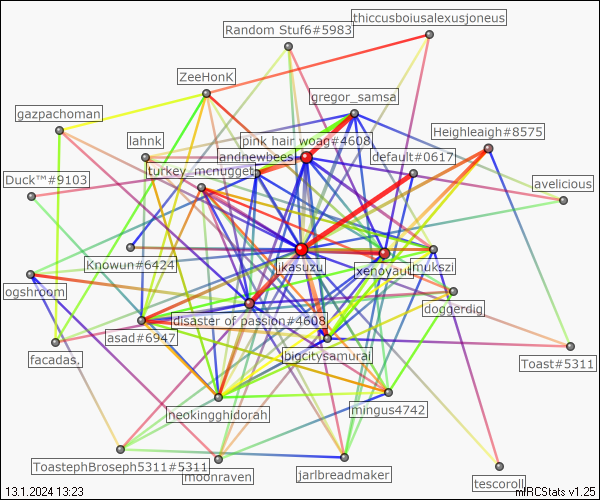 thiccusboiusalexusjoneus
Random Stuf6#5983
ZeeHonK
gregor_samsa
gazpachoman
Heighleaigh#8575
lahnk
pink hair woag#4608
andnewbees
default#0617
turkey_mcnugget
Duck™#9103
avelicious
Knowun#6424
ikasuzu
xenoyaut
mukszi
ogshroom
doggerdig
disaster of passion#4608
asad#6947
facadas,
bigcitysamurai
Toast#5311
neokingghidorah
mingus4742
ToastephBroseph5311#5311
moonraven
jarlbreadmaker
tescoroll
13.1.2024 13:23
mIRCStats v1.25